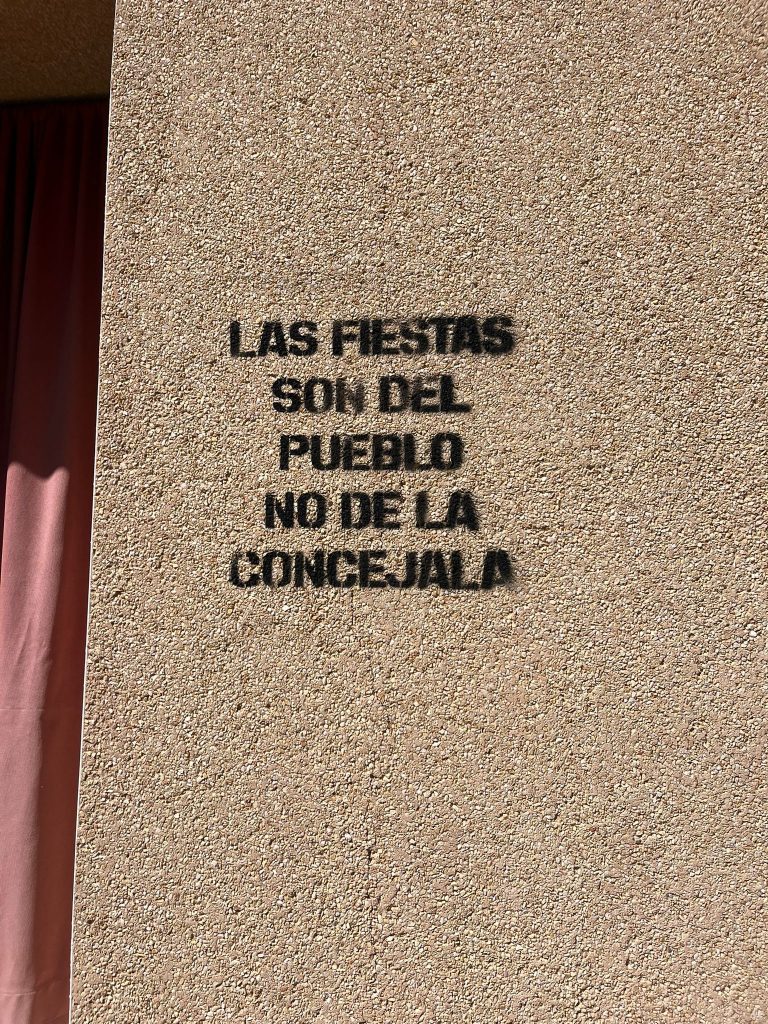 LAS FIESTAS
SON DEL
PUEBLO
NO DE LA
CONCEJALA